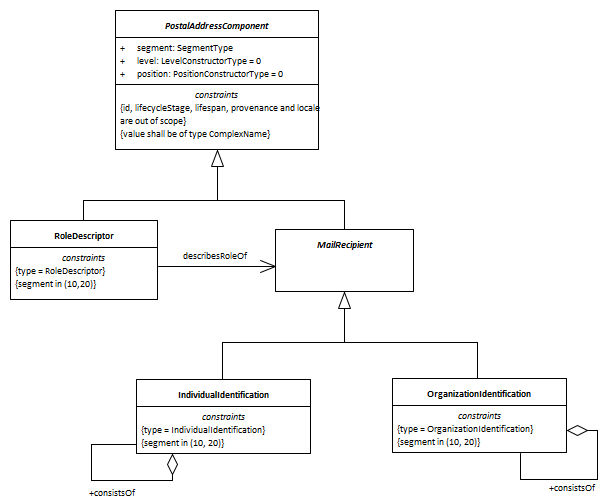 PostalAddressComponent
+ segment: SegmentType
+ level: LevelConstructorType = 0
+ position: PositionConstructorType = 0
constraints
{id, lifecycleStage, lifespan, provenance and locale
are out of scope}
{value shall be of type ComplexName}
RoleDescriptor
constraints
{type = RoleDescriptor}
{segment in (10,20)}
describesRoleOf
MailRecipient
IndividualIdentification
constraints
{type = IndividualIdentification}
{segment in (10, 20)}
+consistsOf
OrganizationIdentification
constraints
{type = OrganizationIdentification}
{segment in (10, 20)}
+consistsOf